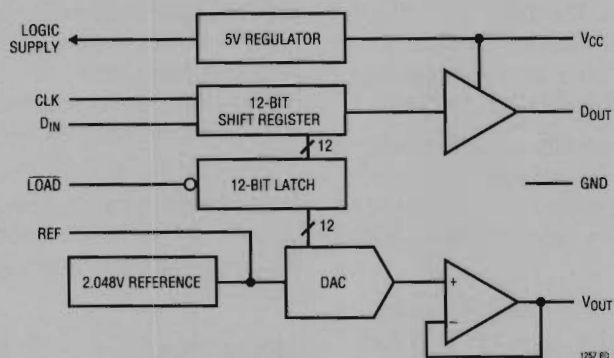 LOGIC
SUPPLY
5V REGULATOR
VCC
CLK
DIN
12-BIT
SHIFT REGISTER
DOUT
12
LOAD
12-BIT LATCH
GND
12
REF
2.048V REFERENCE
DAC
+
−
VOUT
1257 BD